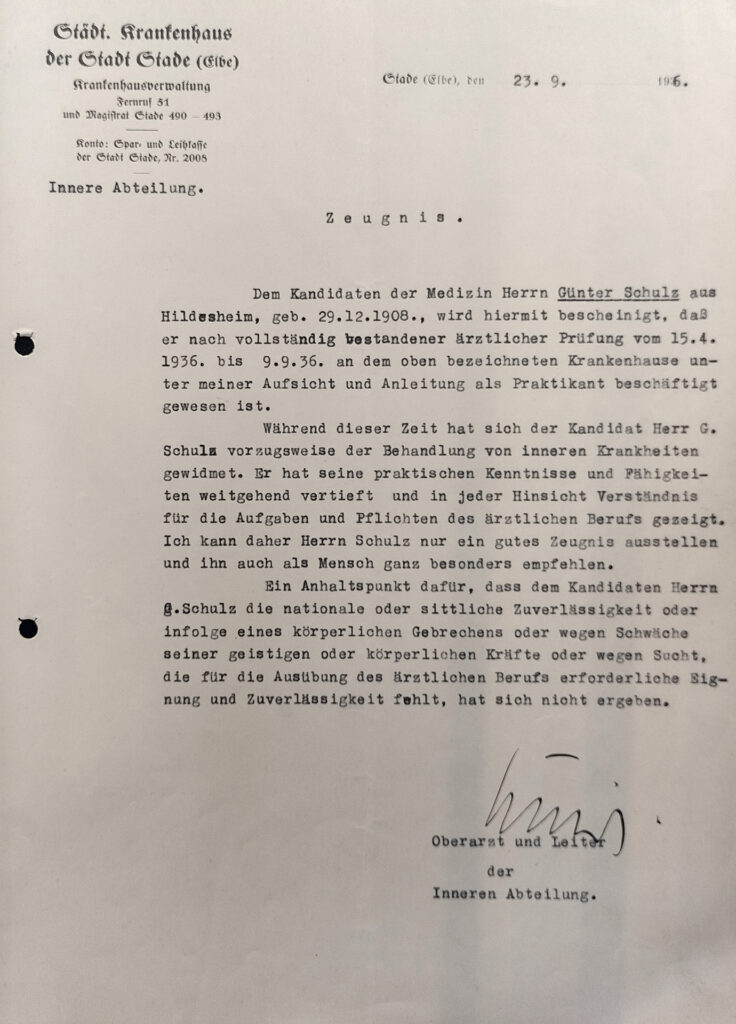 Städt. Krankenhaus
der Stadt Stade (Elbe)
Krankenhausverwaltung
Fernruf 51
und Magistrat Stade 490 – 493
Konto: Spar- und Leihkasse
der Stadt Stade, Nr. 2008
Stade (Elbe), den 23. 9. 1936.
Innere Abteilung.
Zeugnis.
Dem Kandidaten der Medizin Herrn Günter Schulz aus
Hildesheim, geb. 29.12.1908., wird hiermit bescheinigt, daß
er nach vollständig bestandener ärztlicher Prüfung vom 15.4.
1936. bis 9.9.36. an dem oben bezeichneten Krankenhause un-
ter meiner Aufsicht und Anleitung als Praktikant beschäftigt
gewesen ist.
Während dieser Zeit hat sich der Kandidat Herr G.
Schulz vorzugsweise der Behandlung von inneren Krankheiten
gewidmet. Er hat seine praktischen Kenntnisse und Fähigkei-
ten weitgehend vertieft und in jeder Hinsicht Verständnis
für die Aufgaben und Pflichten des ärztlichen Berufs gezeigt.
Ich kann daher Herrn Schulz nur ein gutes Zeugnis ausstellen
und ihn auch als Mensch ganz besonders empfehlen.
Ein Anhaltspunkt dafür, dass dem Kandidaten Herrn
G.Schulz die nationale oder sittliche Zuverlässigkeit oder
infolge eines körperlichen Gebrechens oder wegen Schwäche
seiner geistigen oder körperlichen Kräfte oder wegen Sucht,
die für die Ausübung des ärztlichen Berufs erforderliche Eig-
nung und Zuverlässigkeit fehlt, hat sich nicht ergeben.
Oberarzt und Leiter
der
Inneren Abteilung.